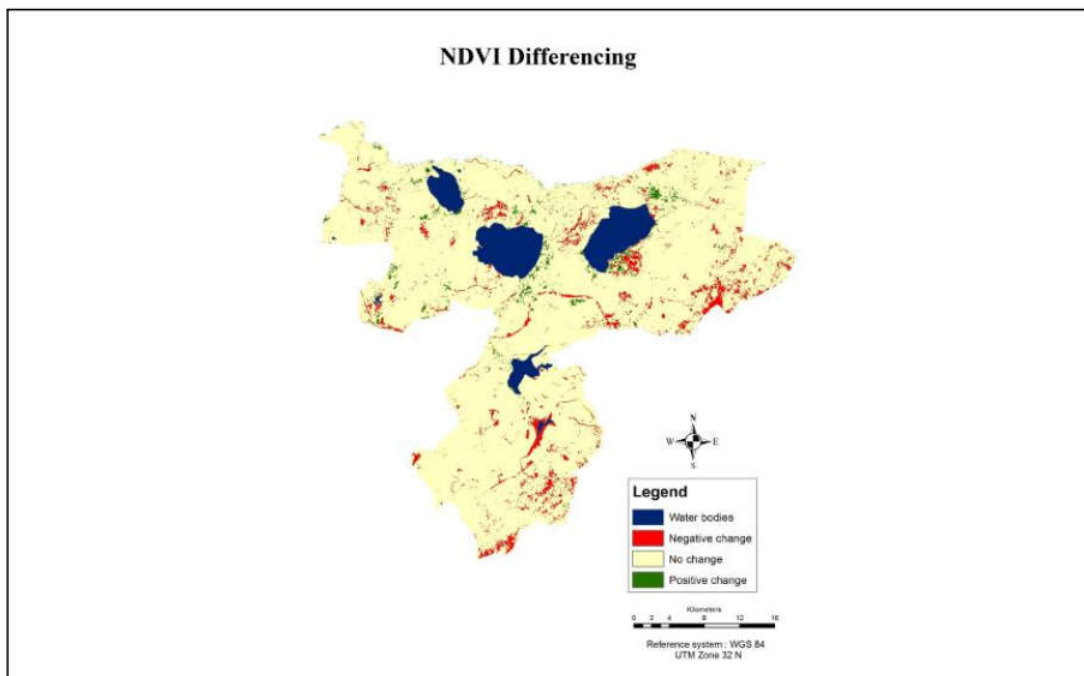 NDVI Differencing
N
W E
S
Legend
Water bodies
Negative change
No change
Positive change
Kilometers
0 2 4 8 12 16
Reference system : WGS 84
UTM Zone 32 N